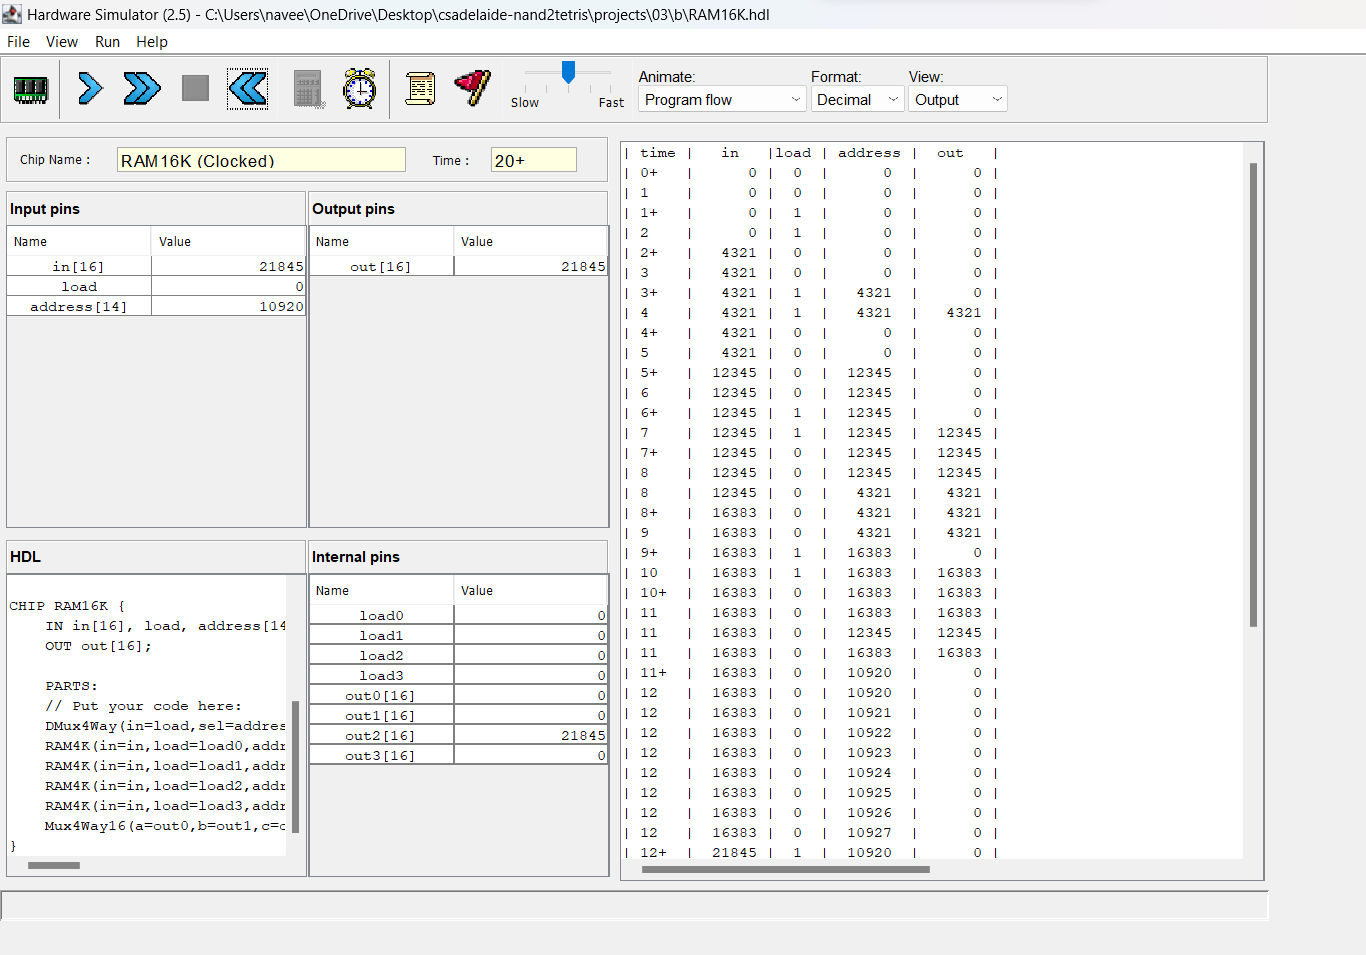 Hardware Simulator (2.5) - C:\Users\navee\OneDrive\Desktop\csadelaide-nand2tetris\projects\03\b\RAM16K.hdl
File View Run Help
Slow Fast
Animate:
Program flow
Format:
Decimal
View:
Output
Chip Name : RAM16K (Clocked) Time : 20+
Input pins
Name Value
in[16] 21845
load 0
address[14] 10920
Output pins
Name Value
out[16] 21845
HDL
CHIP RAM16K {
IN in[16], load, address[14
OUT out[16];
PARTS:
// Put your code here:
DMux4Way(in=load,sel=addres
RAM4K(in=in,load=load0,addr
RAM4K(in=in,load=load1,addr
RAM4K(in=in,load=load2,addr
RAM4K(in=in,load=load3,addr
Mux4Way16(a=out0,b=out1,c=o
}
Internal pins
Name Value
load0 0
load1 0
load2 0
load3 0
out0[16] 0
out1[16] 0
out2[16] 21845
out3[16] 0
| time | in |load | address | out |
| 0+ | 0 | 0 | 0 | 0 |
| 1 | 0 | 0 | 0 | 0 |
| 1+ | 0 | 1 | 0 | 0 |
| 2 | 0 | 1 | 0 | 0 |
| 2+ | 4321 | 0 | 0 | 0 |
| 3 | 4321 | 0 | 0 | 0 |
| 3+ | 4321 | 1 | 4321 | 0 |
| 4 | 4321 | 1 | 4321 | 4321 |
| 4+ | 4321 | 0 | 0 | 0 |
| 5 | 4321 | 0 | 0 | 0 |
| 5+ | 12345 | 0 | 12345 | 0 |
| 6 | 12345 | 0 | 12345 | 0 |
| 6+ | 12345 | 1 | 12345 | 0 |
| 7 | 12345 | 1 | 12345 | 12345 |
| 7+ | 12345 | 0 | 12345 | 12345 |
| 8 | 12345 | 0 | 12345 | 12345 |
| 8 | 12345 | 0 | 4321 | 4321 |
| 8+ | 16383 | 0 | 4321 | 4321 |
| 9 | 16383 | 0 | 4321 | 4321 |
| 9+ | 16383 | 1 | 16383 | 0 |
| 10 | 16383 | 1 | 16383 | 16383 |
| 10+ | 16383 | 0 | 16383 | 16383 |
| 11 | 16383 | 0 | 16383 | 16383 |
| 11 | 16383 | 0 | 12345 | 12345 |
| 11 | 16383 | 0 | 16383 | 16383 |
| 11+ | 16383 | 0 | 10920 | 0 |
| 12 | 16383 | 0 | 10920 | 0 |
| 12 | 16383 | 0 | 10921 | 0 |
| 12 | 16383 | 0 | 10922 | 0 |
| 12 | 16383 | 0 | 10923 | 0 |
| 12 | 16383 | 0 | 10924 | 0 |
| 12 | 16383 | 0 | 10925 | 0 |
| 12 | 16383 | 0 | 10926 | 0 |
| 12 | 16383 | 0 | 10927 | 0 |
| 12+ | 21845 | 1 | 10920 | 0 |